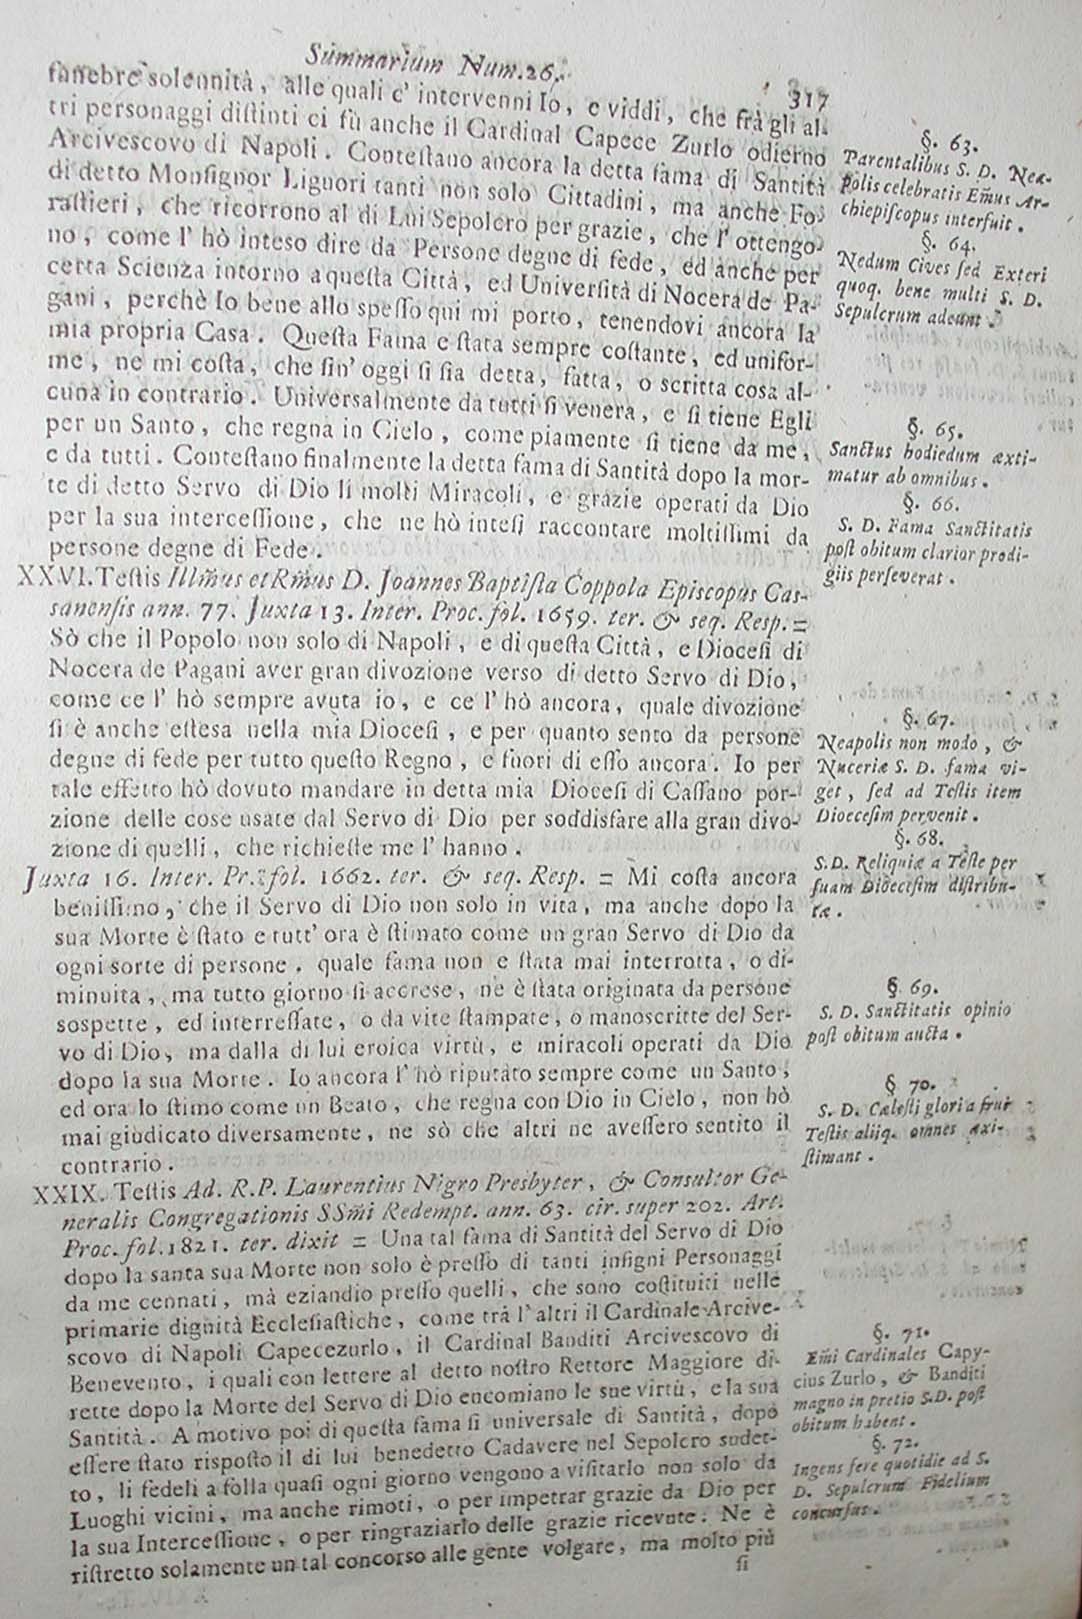 Summarium Num. 26.
317
funebre solennità, alle quali c' intervenni Io, e viddi, che frà gli al-
tri personaggi diſtinti ci fù anche il Cardinal Capece Zurlo odierno
Arciveſcovo di Napoli. Conteſtano ancora la detta fama di Santità
di detto Monſignor Liguori tanti non solo Cittadini, ma anche Fo-
raſtieri, che ricorrono al di Lui Sepolcro per grazie, che l' ottengo-
no, come l' hò inteso dire da Persone degne di fede, ed anche per
certa Scienza intorno a queſta Città, ed Univerſità di Nocera de Pa-
gani, perchè Io bene allo ſpeſſo qui mi porto, tenendovi ancora la
mia propria Casa. Queſta Fama e ſtata sempre coſtante, ed unifor-
me, ne mi coſta, che ſin' oggi ſi ſia detta, fatta, o scritta cosa al-
cuna in contrario. Universalmente da tutti ſi venera, e ſi tiene Egli
per un Santo, che regna in Cielo, come piamente ſi tiene da me,
e da tutti. Conteſtano finalmente la detta fama di Santità dopo la mor-
te di detto Servo di Dio li molti Miracoli, e grazie operati da Dio
per la sua interceſſione, che ne hò inteſi raccontare moltiſſimi da
persone degne di Fede.
XXVI. Teſtis Illm̃us et Rm̃us D. Joannes Baptiſta Coppola Episcopus Cas-
sanenſis ann. 77. Juxta 13. Inter. Proc. fol. 1659. ter. & seq. Resp. =
Sò che il Popolo non solo di Napoli, e di queſta Città, e Dioceſi di
Nocera de Pagani aver gran divozione verso di detto Servo di Dio,
come ce l' hò sempre avuta io, e ce l' hò ancora, quale divozione
ſi è anche eſtesa nella mia Dioceſi, e per quanto sento da persone
degne di fede per tutto queſto Regno, e fuori di eſſo ancora. Io per
tale effetto hò dovuto mandare in detta mia Dioceſi di Caſſano por-
zione delle cose usate dal Servo di Dio per soddisfare alla gran divo-
zione di quelli, che richieſte me l' hanno.
Juxta 16. Inter. Pr. fol. 1662. ter. & seq. Resp. = Mi coſta ancora
beniſſimo, che il Servo di Dio non solo in vita, ma anche dopo la
sua Morte è ſtato e tutt' ora è ſtimato come un gran Servo di Dio da
ogni sorte di persone, quale fama non e ſtata mai interrotta, o di-
minuita, ma tutto giorno ſi accrese, ne è ſtata originata da persone
sospette, ed interreſſate, o da vite ſtampate, o manoscritte del Ser-
vo di Dio, ma dalla di lui eroica virtù, e miracoli operati da Dio
dopo la sua Morte. Io ancora l' hò riputato sempre come un Santo,
ed ora lo ſtimo come un Beato, che regna con Dio in Cielo, non hò
mai giudicato diversamente, ne sò che altri ne aveſſero sentito il
contrario.
XXIX. Teſtis Ad. R. P. Laurentius Nigro Presbyter, & Consultor Ge-
neralis Congregationis SSm̃i Redempt. ann. 63. cir. super 202. Art.
Proc. fol. 1821. ter. dixit = Una tal fama di Santità del Servo di Dio
dopo la santa sua Morte non solo è preſſo di tanti inſigni Personaggi
da me cennati, mà eziandio preſſo quelli, che sono coſtituiti nelle
primarie dignità Eccleſiaſtiche, come trà l' altri il Cardinale Arcive-
scovo di Napoli Capecezurlo, il Cardinal Banditi Arcivescovo di
Benevento, i quali con lettere al detto noſtro Rettore Maggiore di-
rette dopo la Morte del Servo di Dio encomiano le sue virtù, e la sua
Santità. A motivo poi di queſta fama ſi universale di Santità, dopo
eſſere ſtato riſpoſto il di lui benedetto Cadavere nel Sepolcro sudet-
to, li fedeli a folla quaſi ogni giorno vengono a viſitarlo non solo da
Luoghi vicini, ma anche rimoti, o per impetrar grazie da Dio per
la sua Interceſſione, o per ringraziarlo delle grazie ricevute. Ne è
riſtretto solamente un tal concorso alle gente volgare, ma molto più
ſi
§. 63.
Parentalibus S. D. Nea-
polis celebratis Em̃us Ar-
chiepiſcopus interfuit.
§. 64.
Nedum Cives ſed Exteri
quoq. bene multi S. D.
Sepulcrum adeunt.
§. 65.
Sanctus hodiedum æxti-
matur ab omnibus.
§. 66.
S. D. Fama Sanctitatis
poſt obitum clarior prodi-
giis perſeverat.
§. 67.
Neapolis non modo, &
Nuceriæ S. D. fama vi-
get, ſed ad Teſtis item
Dioeceſim pervenit.
§. 68.
S. D. Reliquiæ a Teſte per
ſuam Dioeceſim diſtribu-
tæ.
§. 69.
S. D. Sanctitatis opinio
poſt obitum aucta.
§ 70.
S. D. Cæleſti gloria frui
Teſtis aliiq. omnes æxi-
ſtimant.
§. 71.
Em̃i Cardinales Capy-
cius Zurlo, & Banditi
magno in pretio S. D. poſt
obitum habent.
§. 72.
Ingens fere quotidie ad S.
D. Sepulcrum Fidelium
concurſus.